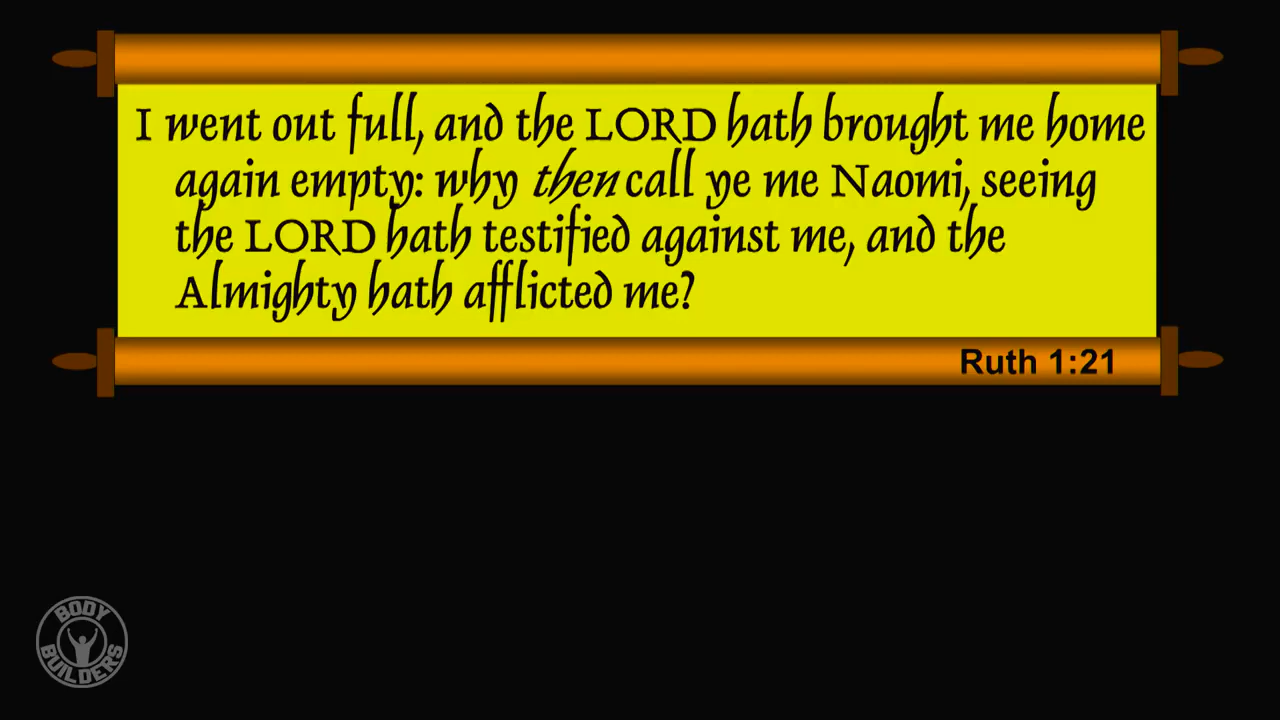 I went out full, and the LORD hath brought me home
again empty: why then call ye me Naomi, seeing
the LORD hath testified against me, and the
Almighty hath afflicted me?
Ruth 1:21
BODY
BUILDERS